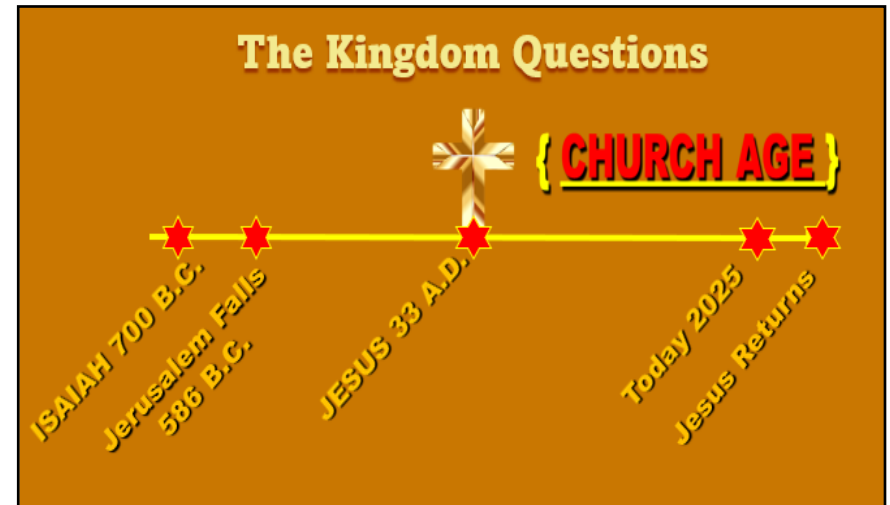 The Kingdom Questions
{ CHURCH AGE }
ISAIAH 700 B.C.
Jerusalem Falls
586 B.C.
JESUS 33 A.D.
Today 2025
Jesus Returns